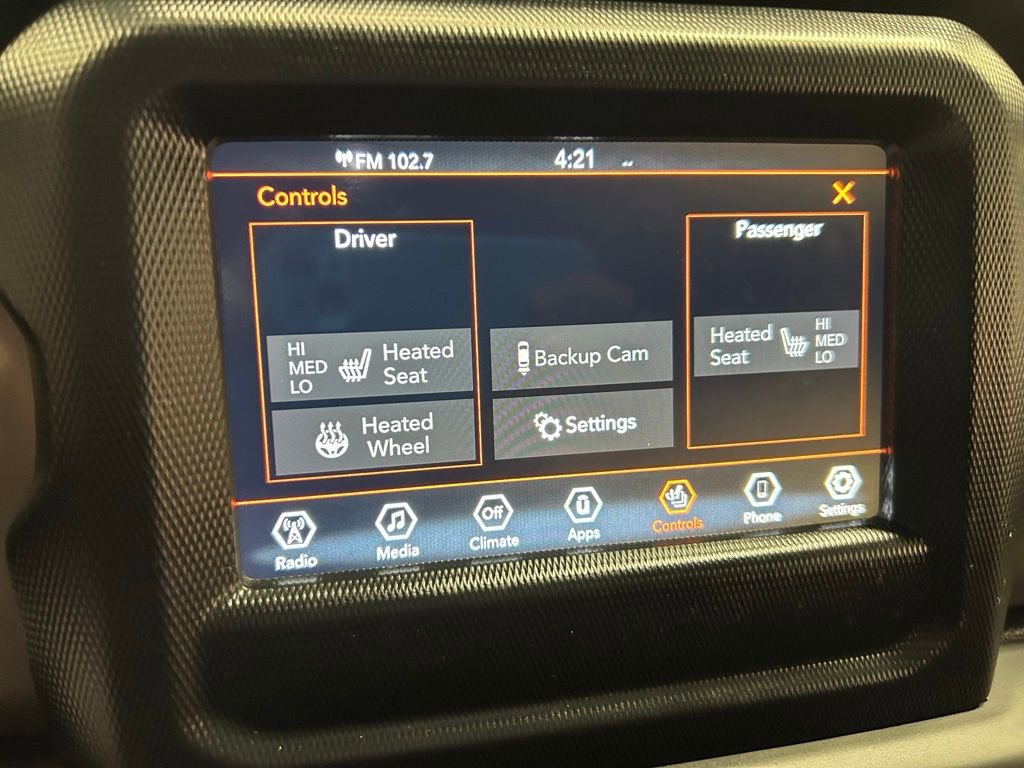 FM 102.7
4:21
--
Controls
X
Driver
HI
MED
LO
Heated
Seat
Heated
Wheel
Backup Cam
Settings
Passenger
Heated
Seat
HI
MED
LO
Radio
Media
Off
Climate
Apps
Controls
Phone
Settings